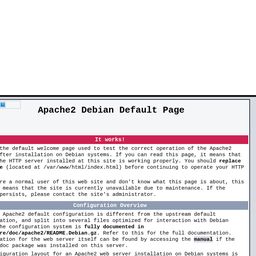 Apache2 Debian Default Page
It works!
the default welcome page used to test the correct operation of the Apache2
fter installation on Debian systems. If you can read this page, it means that
he HTTP server installed at this site is working properly. You should replace
e (located at /var/www/html/index.html) before continuing to operate your HTTP
re a normal user of this web site and don't know what this page is about, this
means that the site is currently unavailable due to maintenance. If the
persists, please contact the site's administrator.
Configuration Overview
Apache2 default configuration is different from the upstream default
ation, and split into several files optimized for interaction with Debian
he configuration system is fully documented in
re/doc/apache2/README.Debian.gz. Refer to this for the full documentation.
ation for the web server itself can be found by accessing the manual if the
doc package was installed on this server.
iguration layout for an Apache2 web server installation on Debian systems is